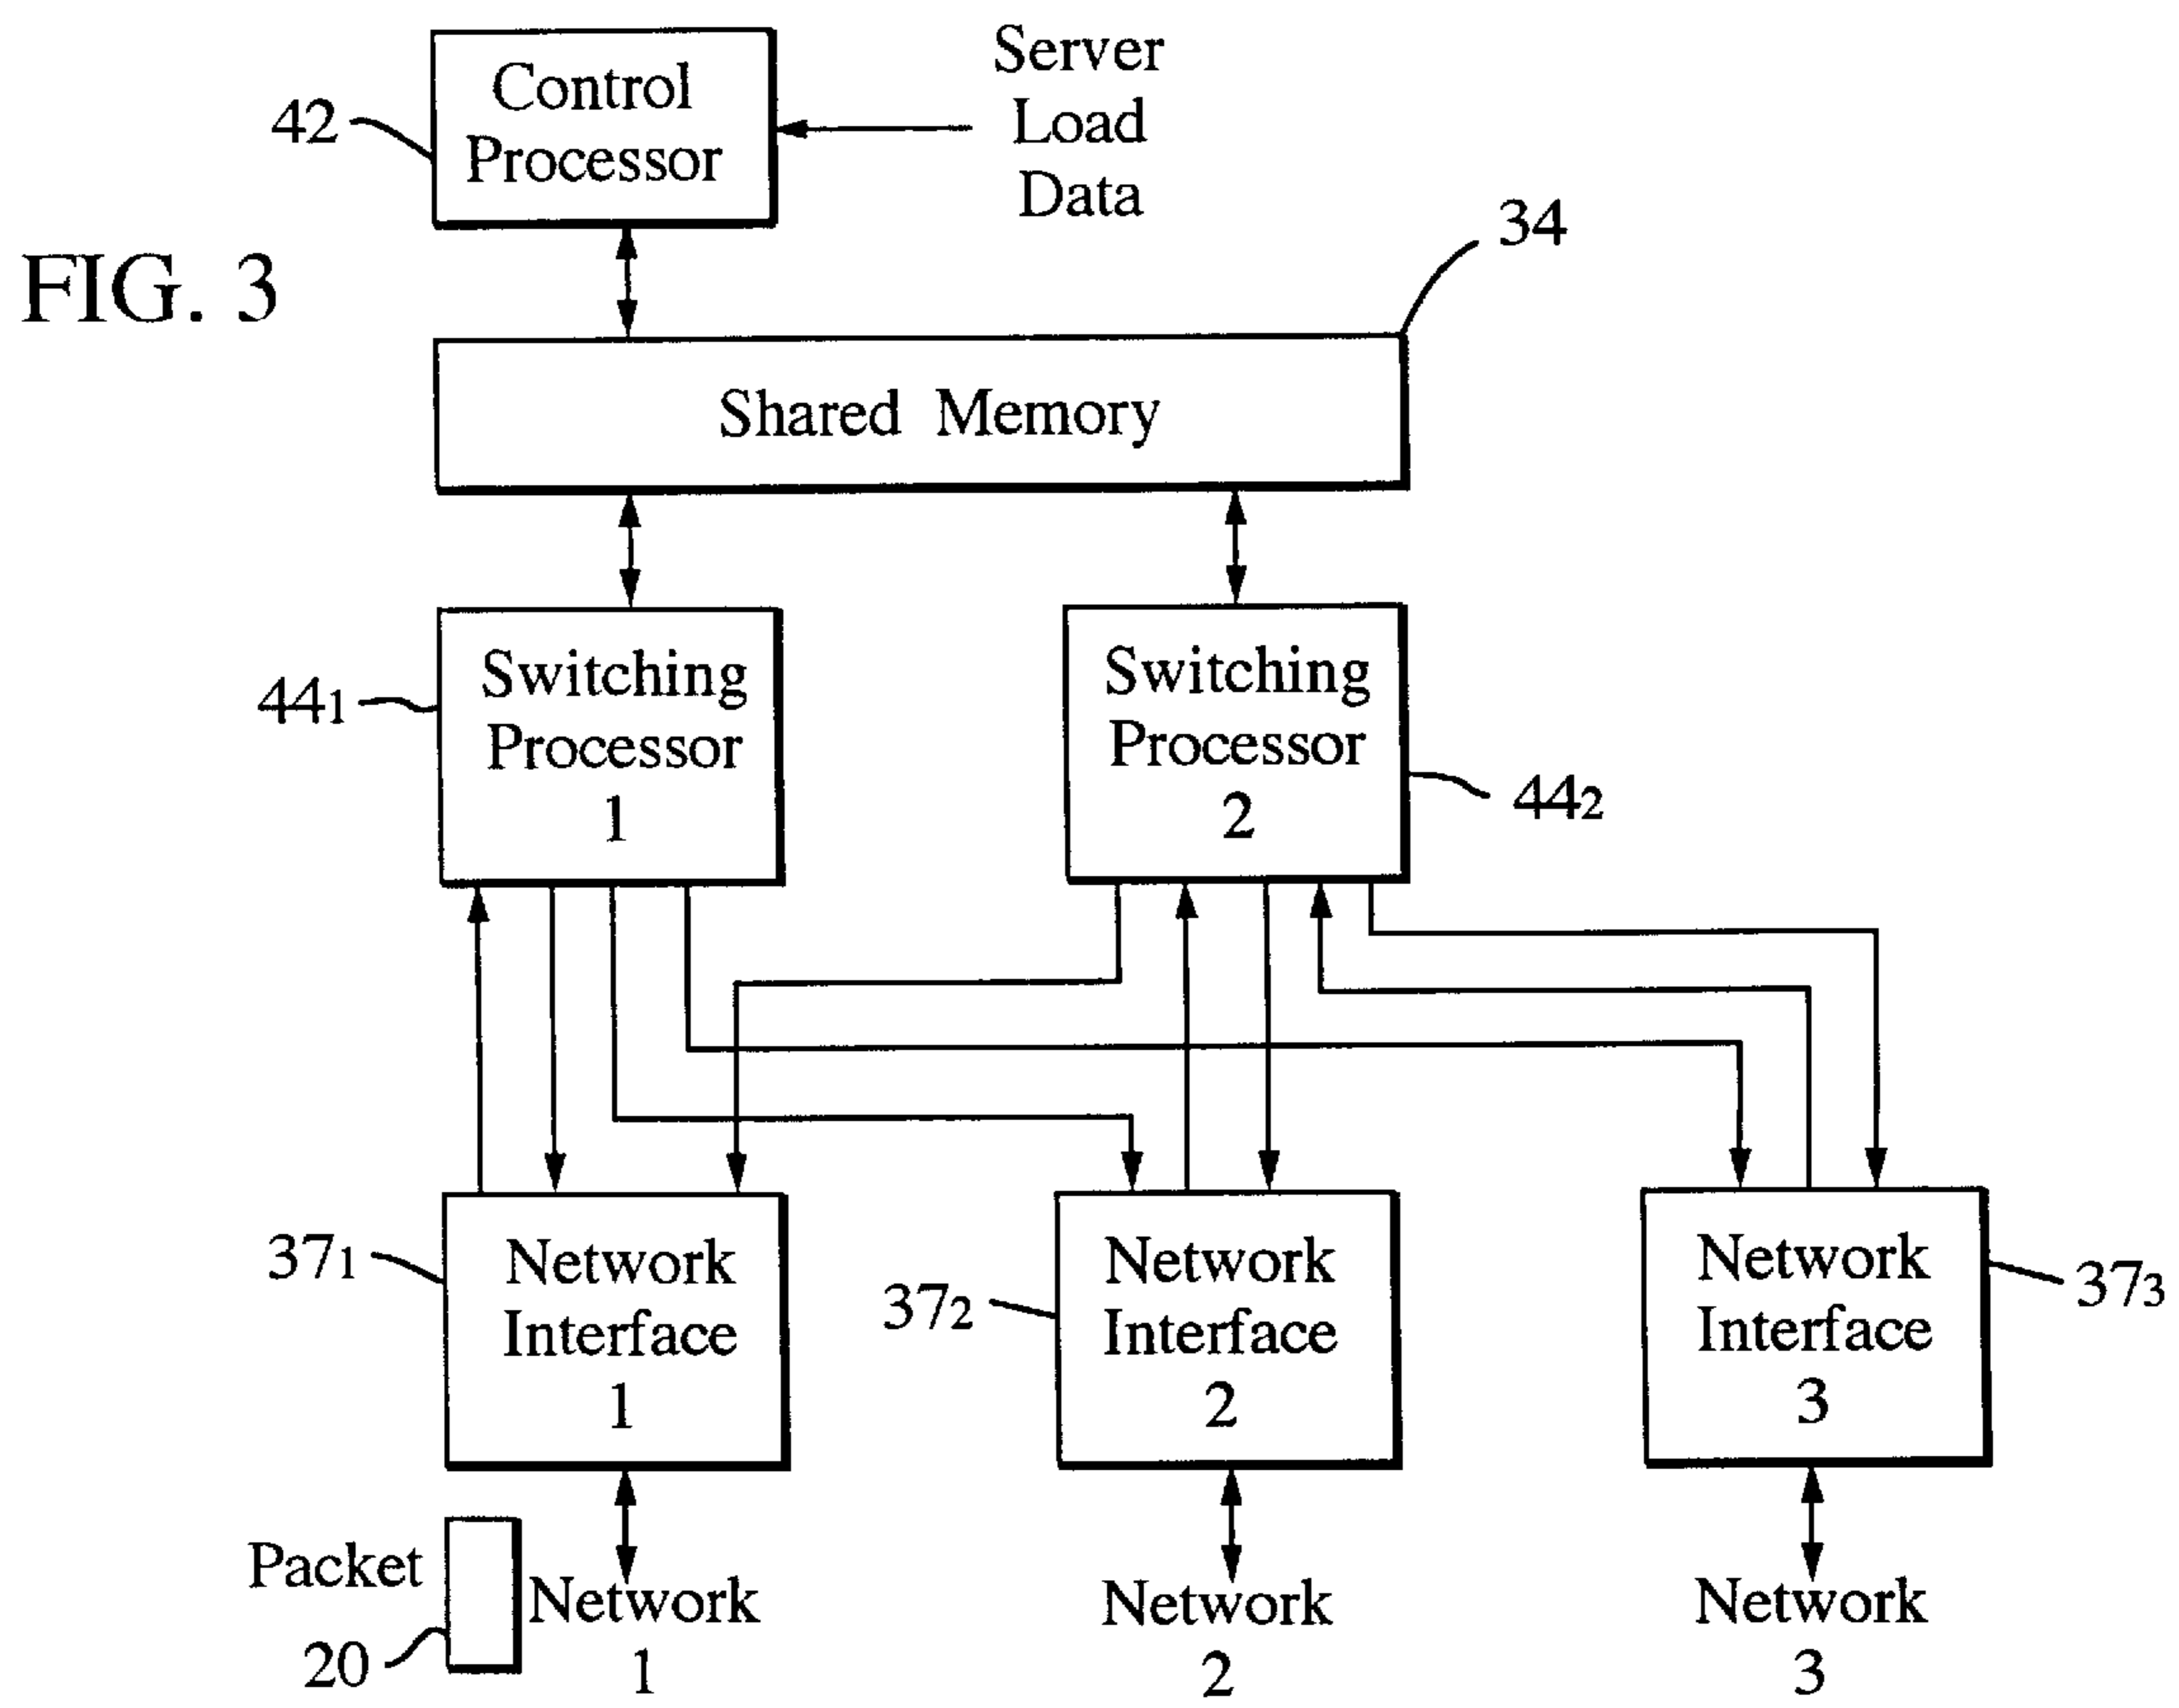 Control
Processor
42
Server
Load
Data
34
FIG. 3
Shared Memory
Switching
Processor
1
44₁
Switching
Processor
2
44₂
Network
Interface
1
37₁
Network
Interface
2
37₂
Network
Interface
3
37₃
Packet
20
Network
1
Network
2
Network
3